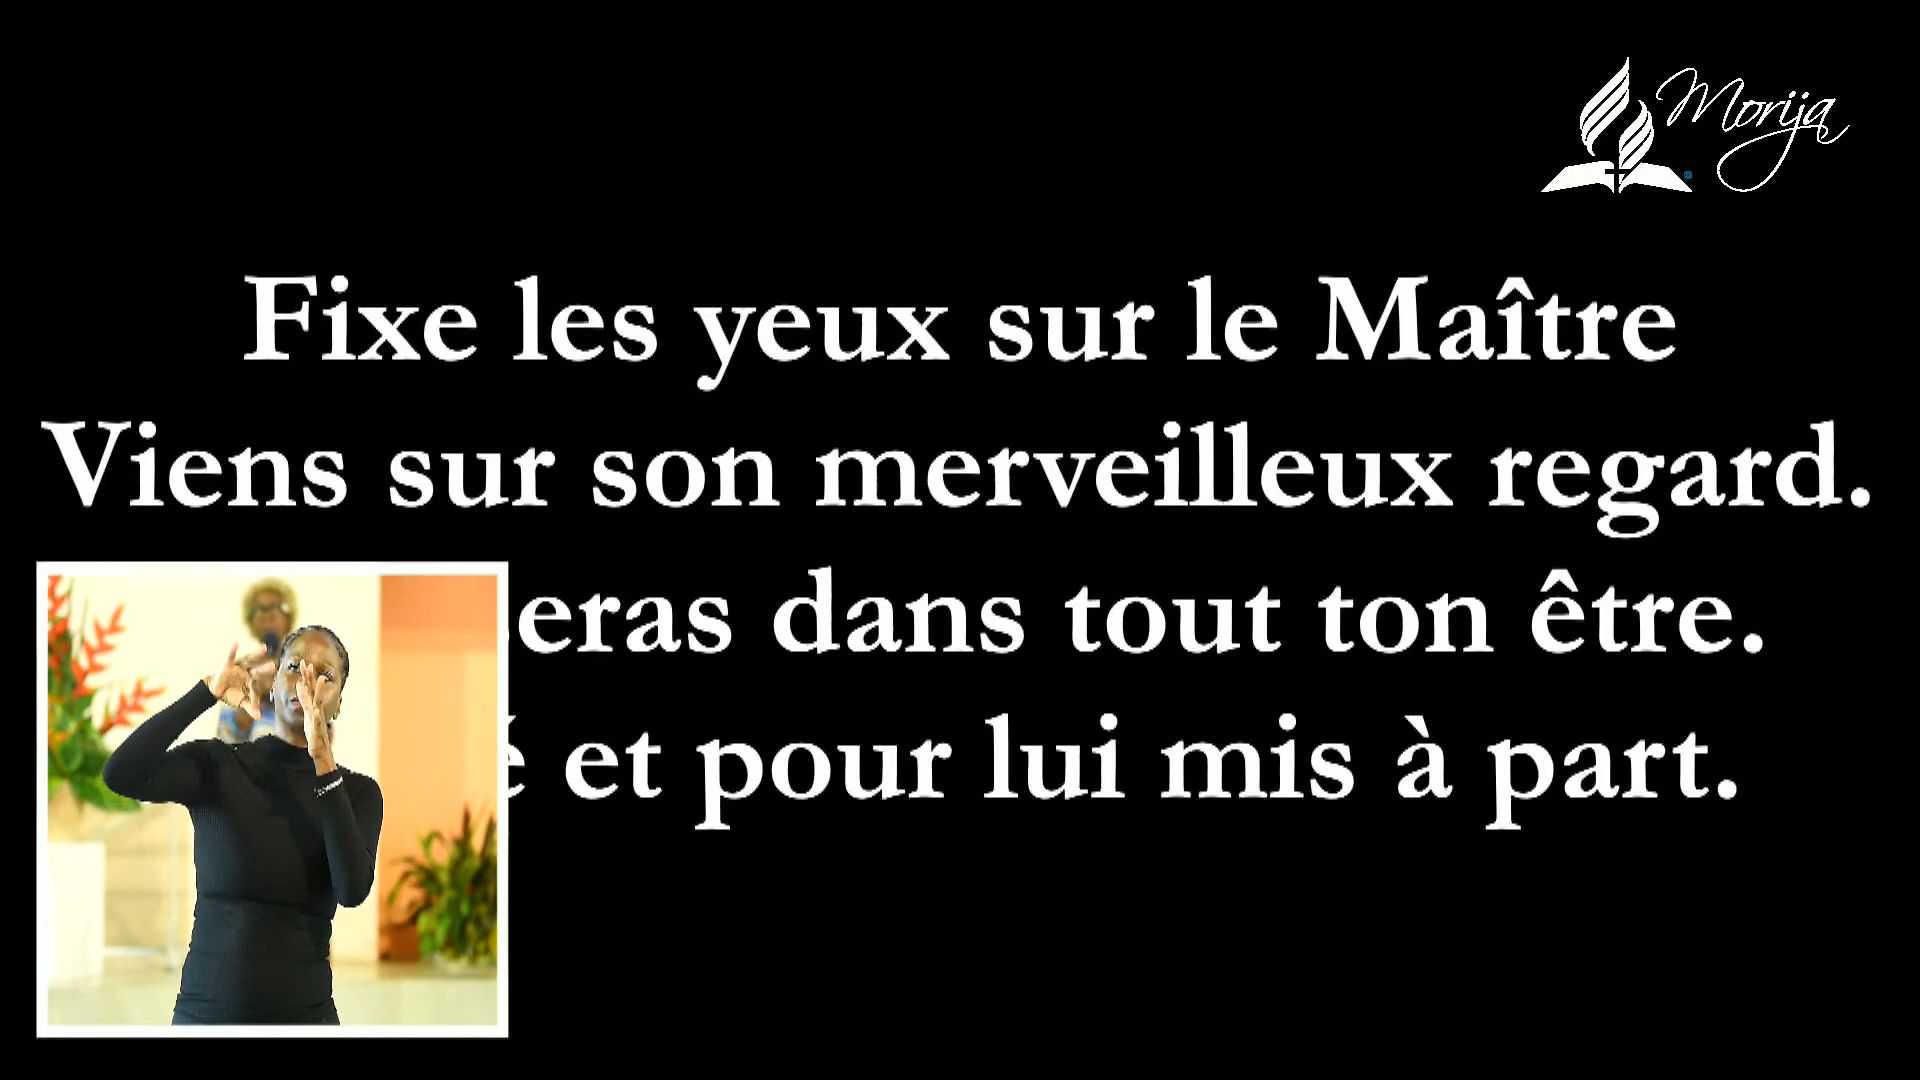 Morija
Fixe les yeux sur le Maître
Viens sur son merveilleux regard.
dans tout ton être.
et pour lui mis à part.